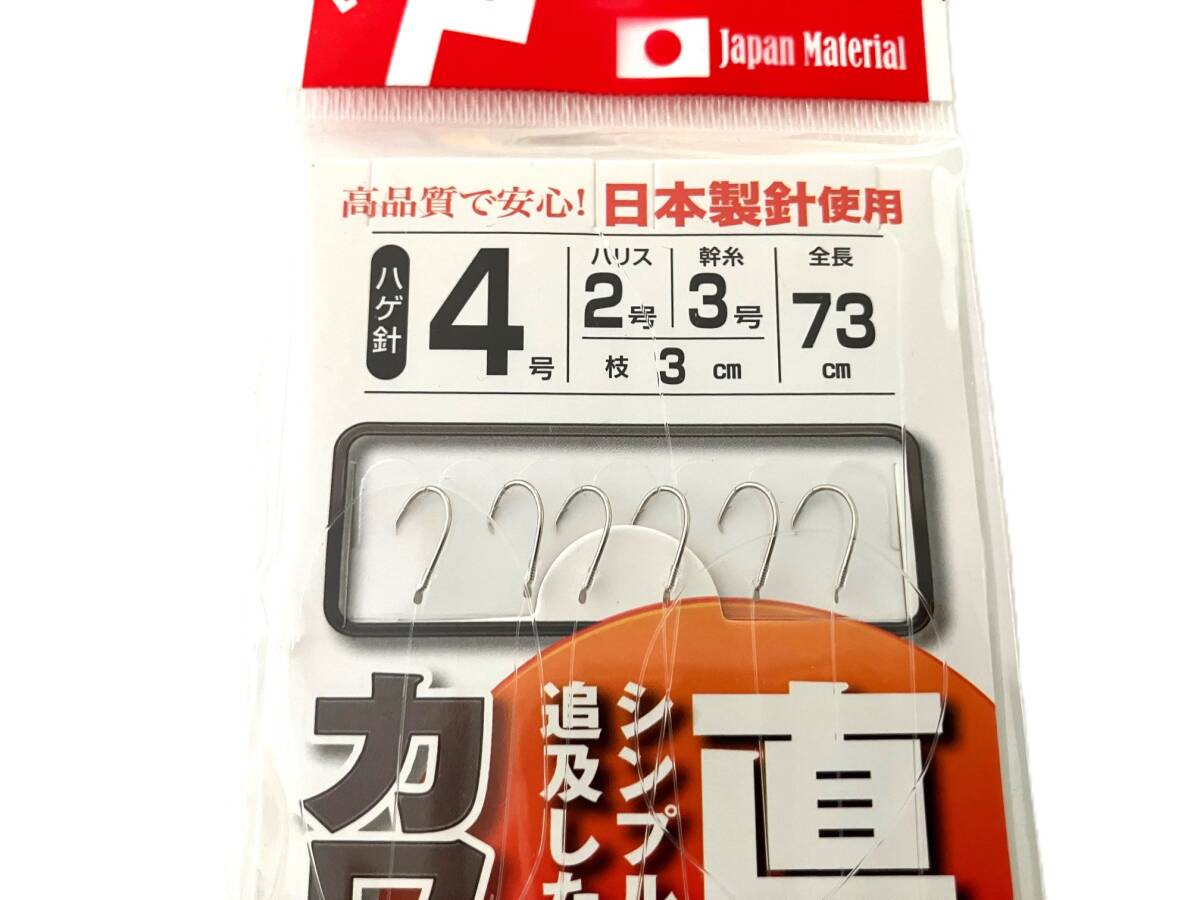 Japan Material
高品質で安心! 日本製針使用
ハゲ針
4号
ハリス
2号
幹糸
3号
枝 3 cm
全長
73
cm
直
シンプル
追及した
カワ